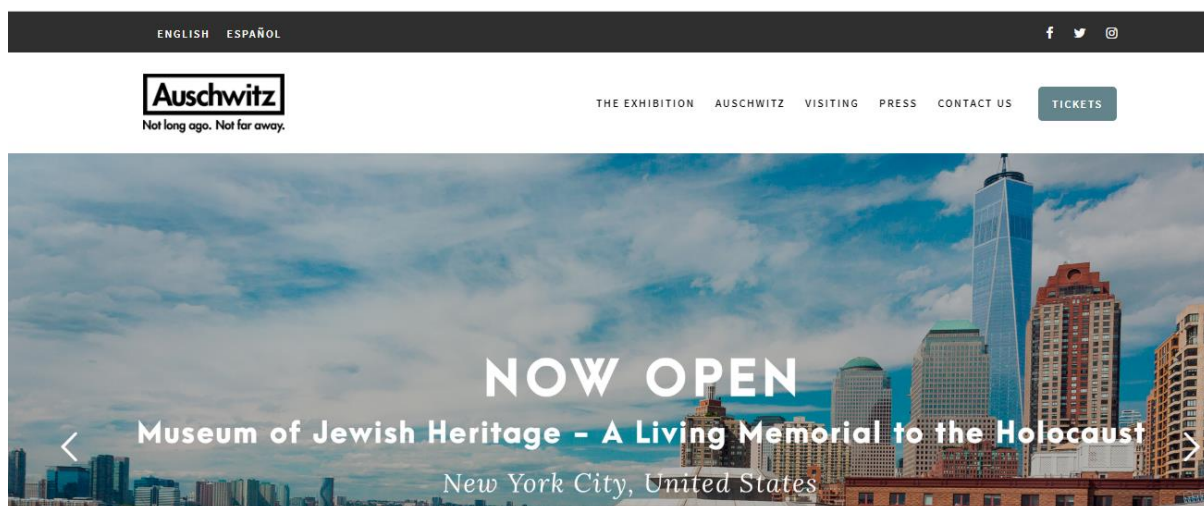 ENGLISH ESPAÑOL
Auschwitz
Not long ago. Not far away.
THE EXHIBITION AUSCHWITZ VISITING PRESS CONTACT US TICKETS
NOW OPEN
Museum of Jewish Heritage – A Living Memorial to the Holocaust
New York City, United States